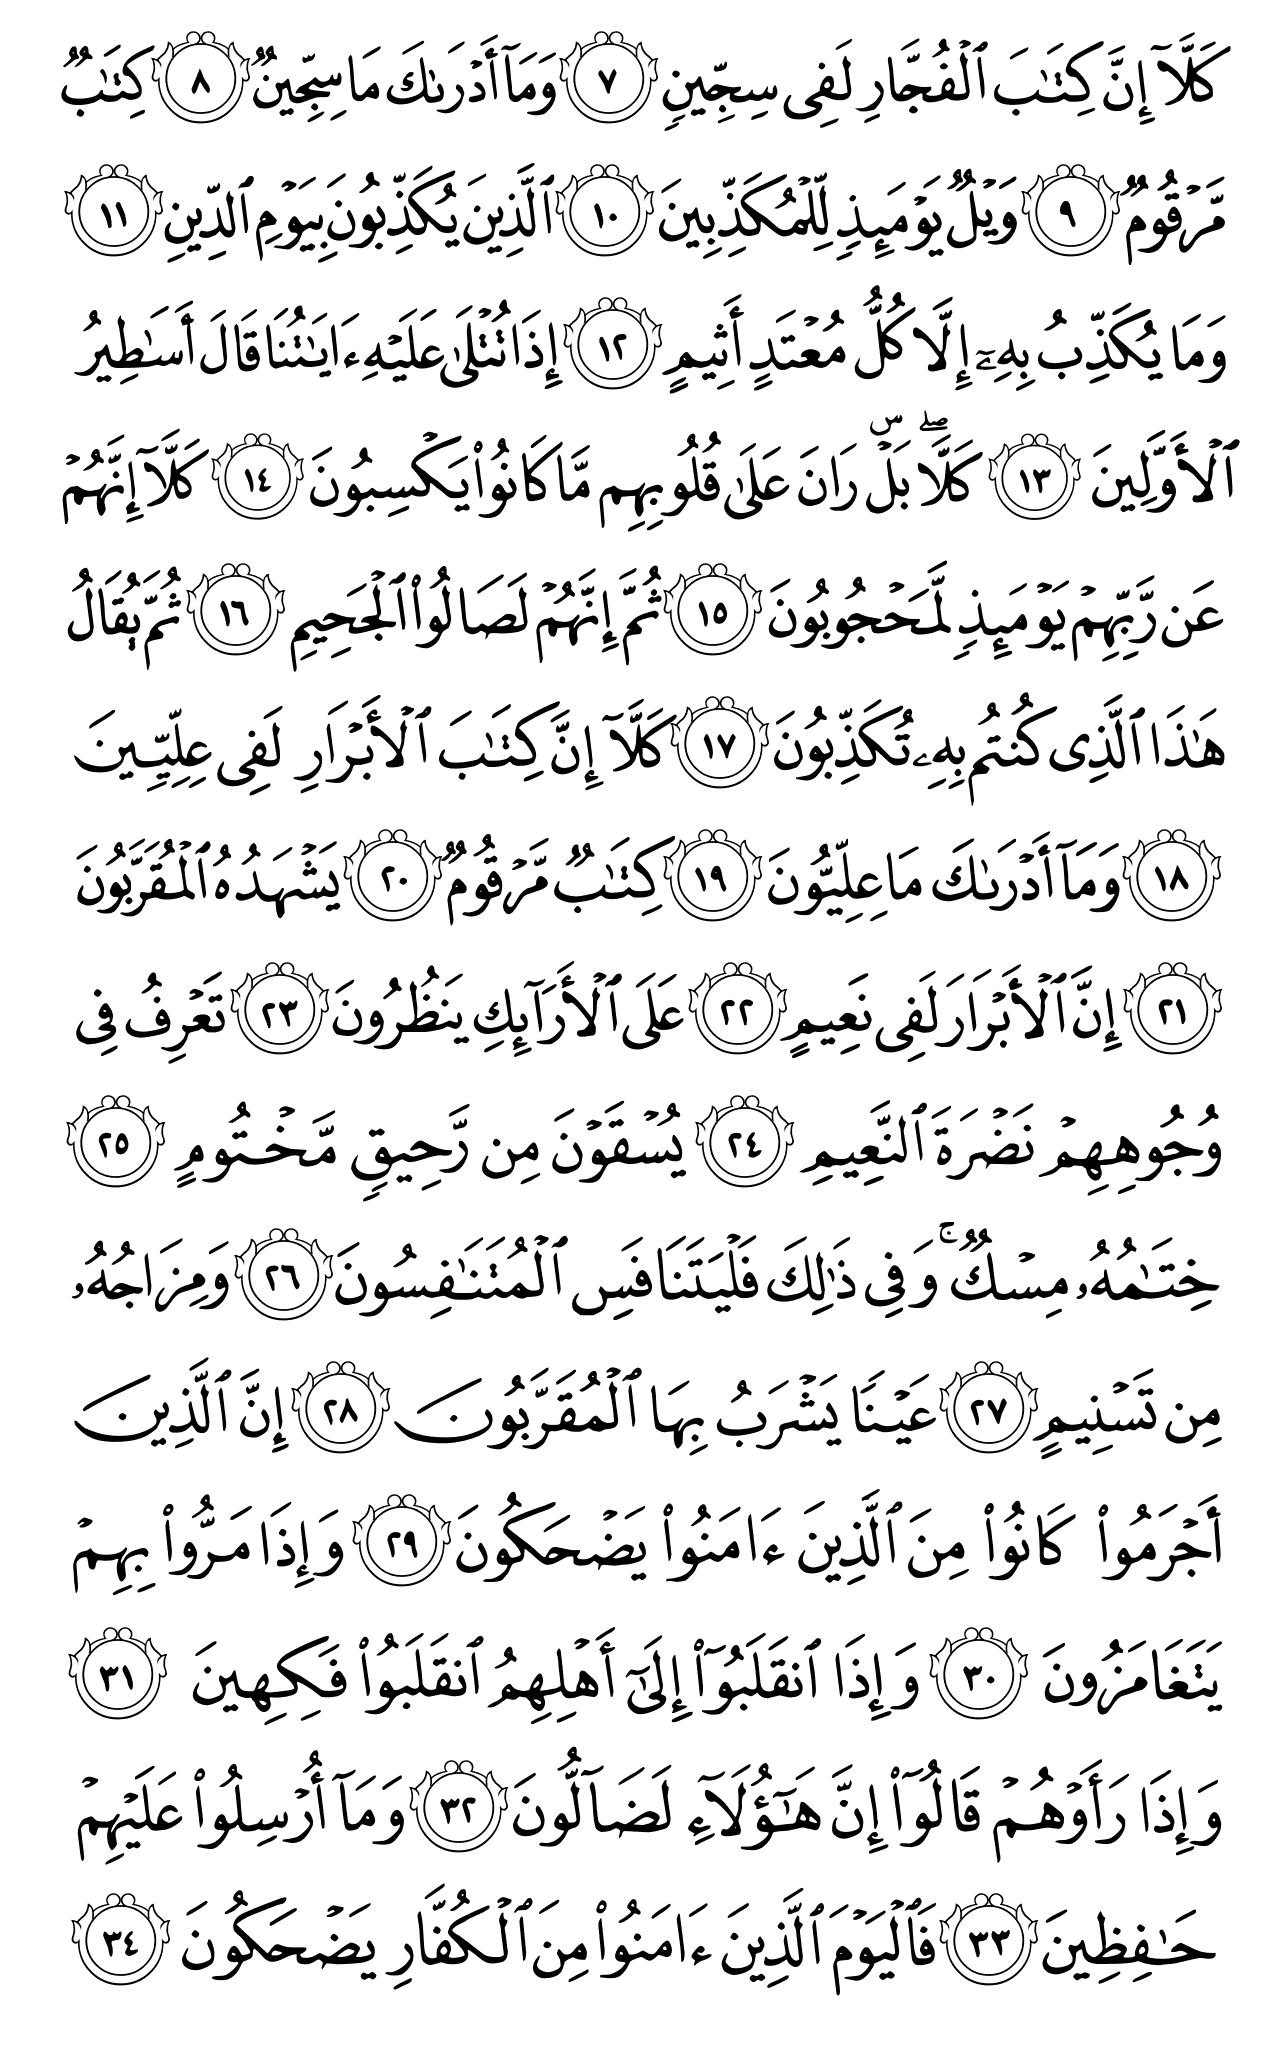 كَلَّآ إِنَّ كِتَٰبَ ٱلْفُجَّارِ لَفِى سِجِّينٍ ٧ وَمَآ أَدْرَىٰكَ مَا سِجِّينٌ ٨ كِتَٰبٌ
مَّرْقُومٌ ٩ وَيْلٌ يَوْمَئِذٍ لِّلْمُكَذِّبِينَ ١٠ ٱلَّذِينَ يُكَذِّبُونَ بِيَوْمِ ٱلدِّينِ ١١
وَمَا يُكَذِّبُ بِهِۦٓ إِلَّا كُلُّ مُعْتَدٍ أَثِيمٍ ١٢ إِذَا تُتْلَىٰ عَلَيْهِ ءَايَٰتُنَا قَالَ أَسَٰطِيرُ
ٱلْأَوَّلِينَ ١٣ كَلَّا ۖ بَلْ ۜ رَانَ عَلَىٰ قُلُوبِهِم مَّا كَانُوا۟ يَكْسِبُونَ ١٤ كَلَّآ إِنَّهُمْ
عَن رَّبِّهِمْ يَوْمَئِذٍ لَّمَحْجُوبُونَ ١٥ ثُمَّ إِنَّهُمْ لَصَالُوا۟ ٱلْجَحِيمِ ١٦ ثُمَّ يُقَالُ
هَٰذَا ٱلَّذِى كُنتُم بِهِۦ تُكَذِّبُونَ ١٧ كَلَّآ إِنَّ كِتَٰبَ ٱلْأَبْرَارِ لَفِى عِلِّيِّينَ
١٨ وَمَآ أَدْرَىٰكَ مَا عِلِّيُّونَ ١٩ كِتَٰبٌ مَّرْقُومٌ ٢٠ يَشْهَدُهُ ٱلْمُقَرَّبُونَ
٢١ إِنَّ ٱلْأَبْرَارَ لَفِى نَعِيمٍ ٢٢ عَلَى ٱلْأَرَآئِكِ يَنظُرُونَ ٢٣ تَعْرِفُ فِى
وُجُوهِهِمْ نَضْرَةَ ٱلنَّعِيمِ ٢٤ يُسْقَوْنَ مِن رَّحِيقٍ مَّخْتُومٍ ٢٥
خِتَٰمُهُۥ مِسْكٌ ۚ وَفِى ذَٰلِكَ فَلْيَتَنَافَسِ ٱلْمُتَنَٰفِسُونَ ٢٦ وَمِزَاجُهُۥ
مِن تَسْنِيمٍ ٢٧ عَيْنًا يَشْرَبُ بِهَا ٱلْمُقَرَّبُونَ ٢٨ إِنَّ ٱلَّذِينَ
أَجْرَمُوا۟ كَانُوا۟ مِنَ ٱلَّذِينَ ءَامَنُوا۟ يَضْحَكُونَ ٢٩ وَإِذَا مَرُّوا۟ بِهِمْ
يَتَغَامَزُونَ ٣٠ وَإِذَا ٱنقَلَبُوٓا۟ إِلَىٰٓ أَهْلِهِمُ ٱنقَلَبُوا۟ فَكِهِينَ ٣١
وَإِذَا رَأَوْهُمْ قَالُوٓا۟ إِنَّ هَٰٓؤُلَآءِ لَضَآلُّونَ ٣٢ وَمَآ أُرْسِلُوا۟ عَلَيْهِمْ
حَٰفِظِينَ ٣٣ فَٱلْيَوْمَ ٱلَّذِينَ ءَامَنُوا۟ مِنَ ٱلْكُفَّارِ يَضْحَكُونَ ٣٤